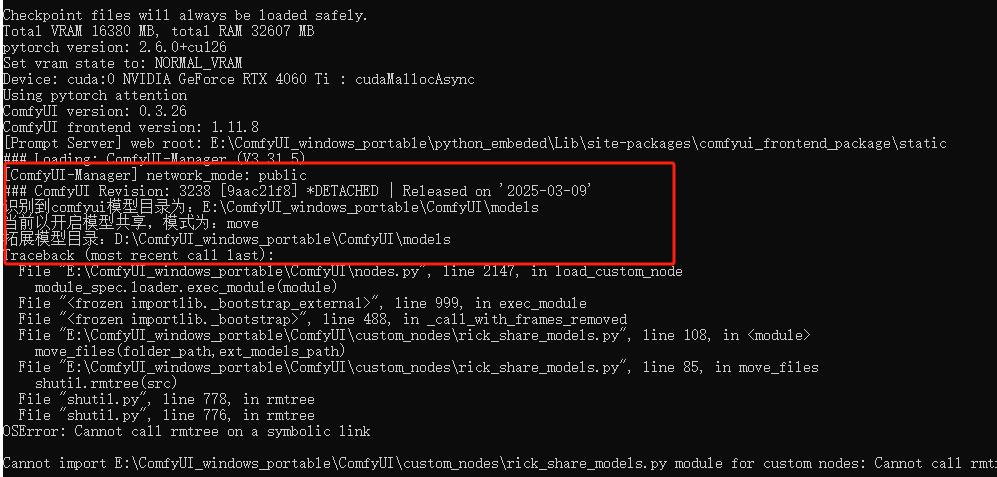 Checkpoint files will always be loaded safely.
Total VRAM 16380 MB, total RAM 32607 MB
pytorch version: 2.6.0+cu126
Set vram state to: NORMAL_VRAM
Device: cuda:0 NVIDIA GeForce RTX 4060 Ti : cudaMallocAsync
Using pytorch attention
ComfyUI version: 0.3.26
ComfyUI frontend version: 1.11.8
[Prompt Server] web root: E:\ComfyUI_windows_portable\python_embeded\Lib\site-packages\comfyui_frontend_package\static
### Loading: ComfyUI-Manager (V3.31.5)
[ComfyUI-Manager] network_mode: public
### ComfyUI Revision: 3238 [9aac21f8] *DETACHED | Released on '2025-03-09'
识别到comfyui模型目录为：E:\ComfyUI_windows_portable\ComfyUI\models
当前以开启模型共享，模式为：move
拓展模型目录：D:\ComfyUI_windows_portable\ComfyUI\models
Traceback (most recent call last):
  File "E:\ComfyUI_windows_portable\ComfyUI\nodes.py", line 2147, in load_custom_node
    module_spec.loader.exec_module(module)
  File "<frozen importlib._bootstrap_external>", line 999, in exec_module
  File "<frozen importlib._bootstrap>", line 488, in _call_with_frames_removed
  File "E:\ComfyUI_windows_portable\ComfyUI\custom_nodes\rick_share_models.py", line 108, in <module>
    move_files(folder_path,ext_models_path)
  File "E:\ComfyUI_windows_portable\ComfyUI\custom_nodes\rick_share_models.py", line 85, in move_files
    shutil.rmtree(src)
  File "shutil.py", line 778, in rmtree
  File "shutil.py", line 776, in rmtree
OSError: Cannot call rmtree on a symbolic link
Cannot import E:\ComfyUI_windows_portable\ComfyUI\custom_nodes\rick_share_models.py module for custom nodes: Cannot call rmt